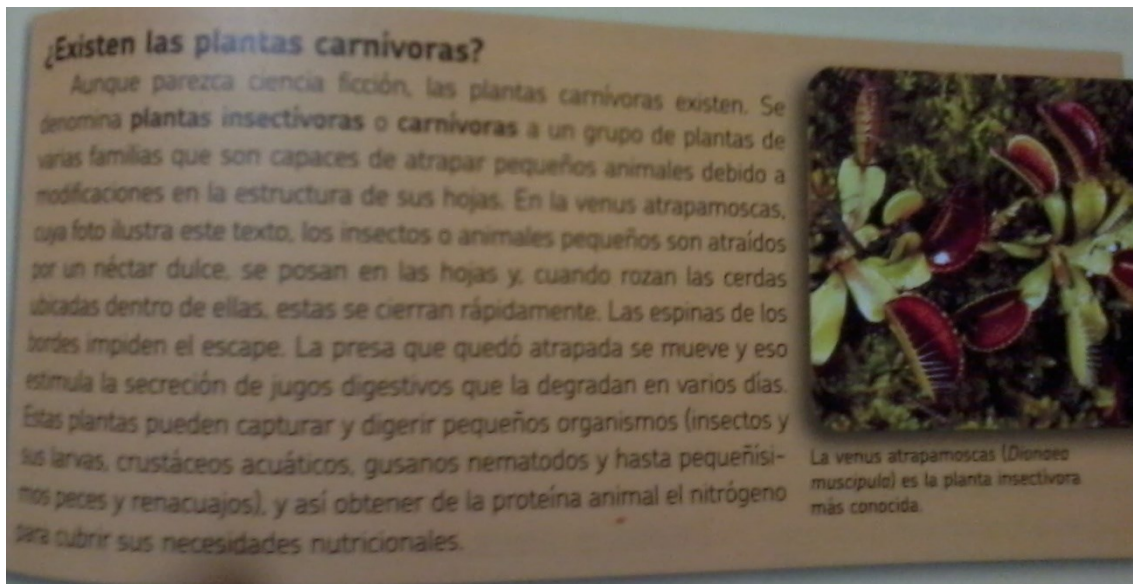 ¿Existen las plantas carnívoras?
Aunque parezca ciencia ficción, las plantas carnívoras existen. Se
denomina plantas insectívoras o carnívoras a un grupo de plantas de
varias familias que son capaces de atrapar pequeños animales debido a
modificaciones en la estructura de sus hojas. En la venus atrapamoscas,
cuya foto ilustra este texto, los insectos o animales pequeños son atraídos
por un néctar dulce, se posan en las hojas y, cuando rozan las cerdas
ubicadas dentro de ellas, estas se cierran rápidamente. Las espinas de los
bordes impiden el escape. La presa que quedó atrapada se mueve y eso
estimula la secreción de jugos digestivos que la degradan en varios días.
Estas plantas pueden capturar y digerir pequeños organismos (insectos y
sus larvas, crustáceos acuáticos, gusanos nematodos y hasta pequeñísi-
mos peces y renacuajos), y así obtener de la proteína animal el nitrógeno
para cubrir sus necesidades nutricionales.
La venus atrapamoscas (Dionaea
muscipula) es la planta insectívora
más conocida.